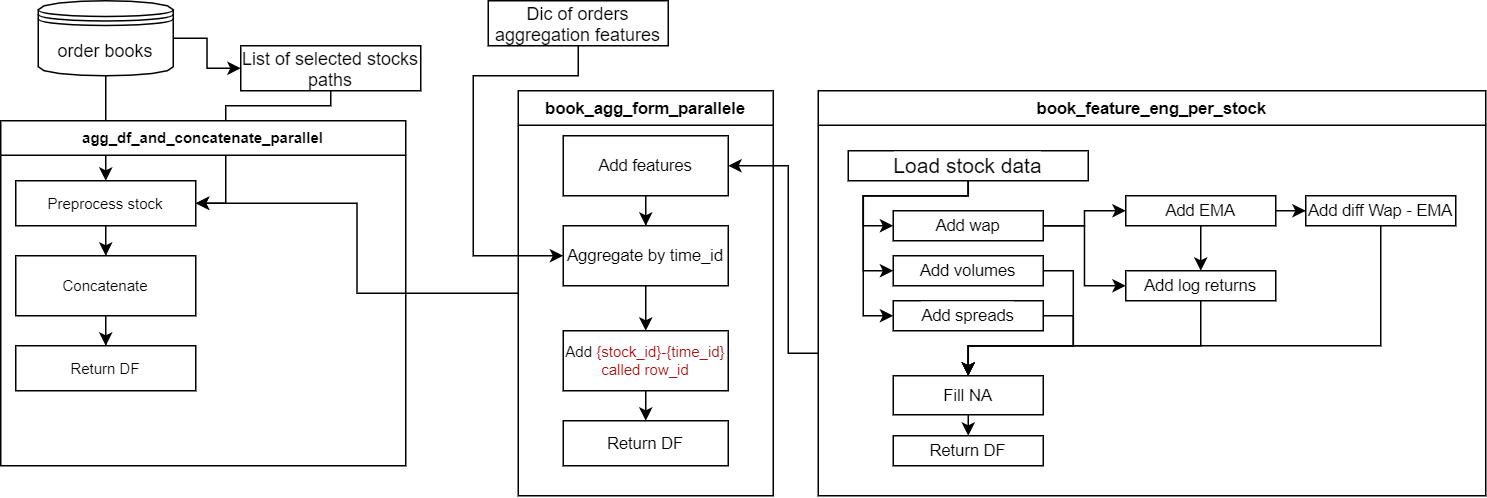 order books
List of selected stocks
paths
Dic of orders
aggregation features
agg_df_and_concatenate_parallel
Preprocess stock
Concatenate
Return DF
book_agg_form_parallele
Add features
Aggregate by time_id
Add {stock_id}-{time_id}
called row_id
Return DF
book_feature_eng_per_stock
Load stock data
Add wap
Add volumes
Add spreads
Add EMA
Add diff Wap - EMA
Add log returns
Fill NA
Return DF